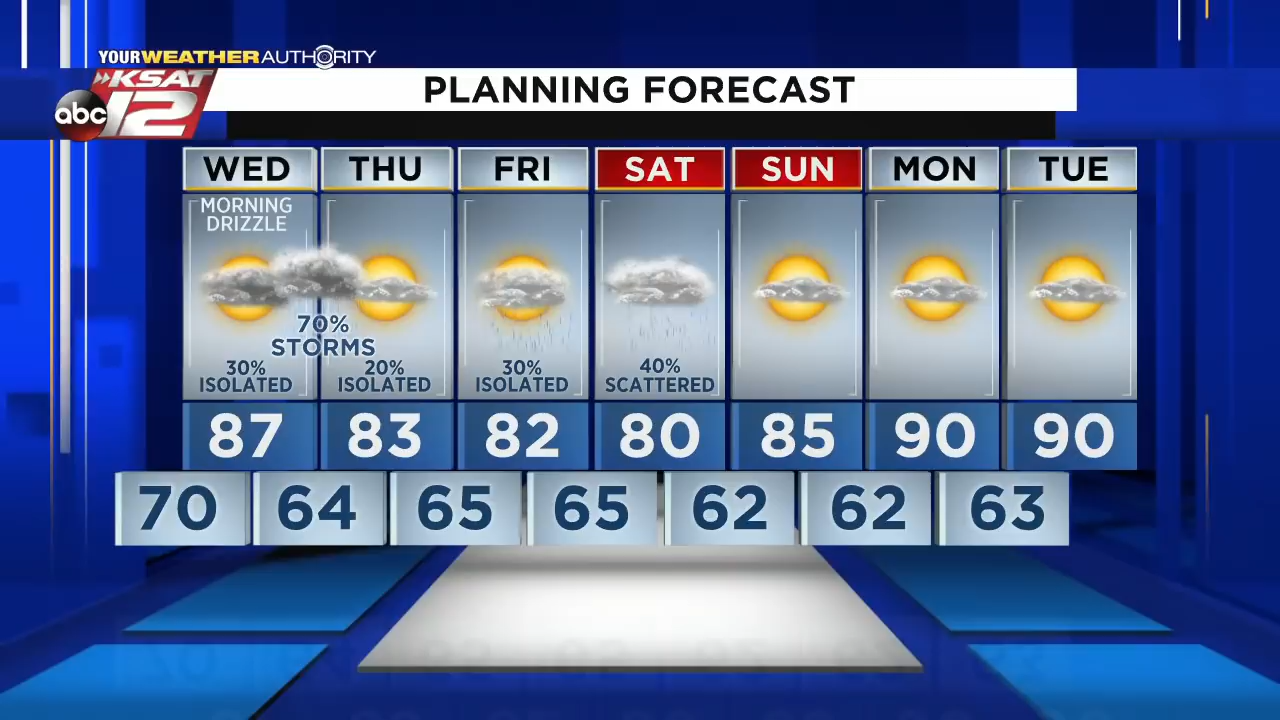 YOUR WEATHER AUTHORITY
KSAT
abc 12
PLANNING FORECAST
WED THU FRI SAT SUN MON TUE
MORNING
DRIZZLE
70%
STORMS
30% 20% 30% 40%
ISOLATED ISOLATED ISOLATED SCATTERED
87 83 82 80 85 90 90
70 64 65 65 62 62 63